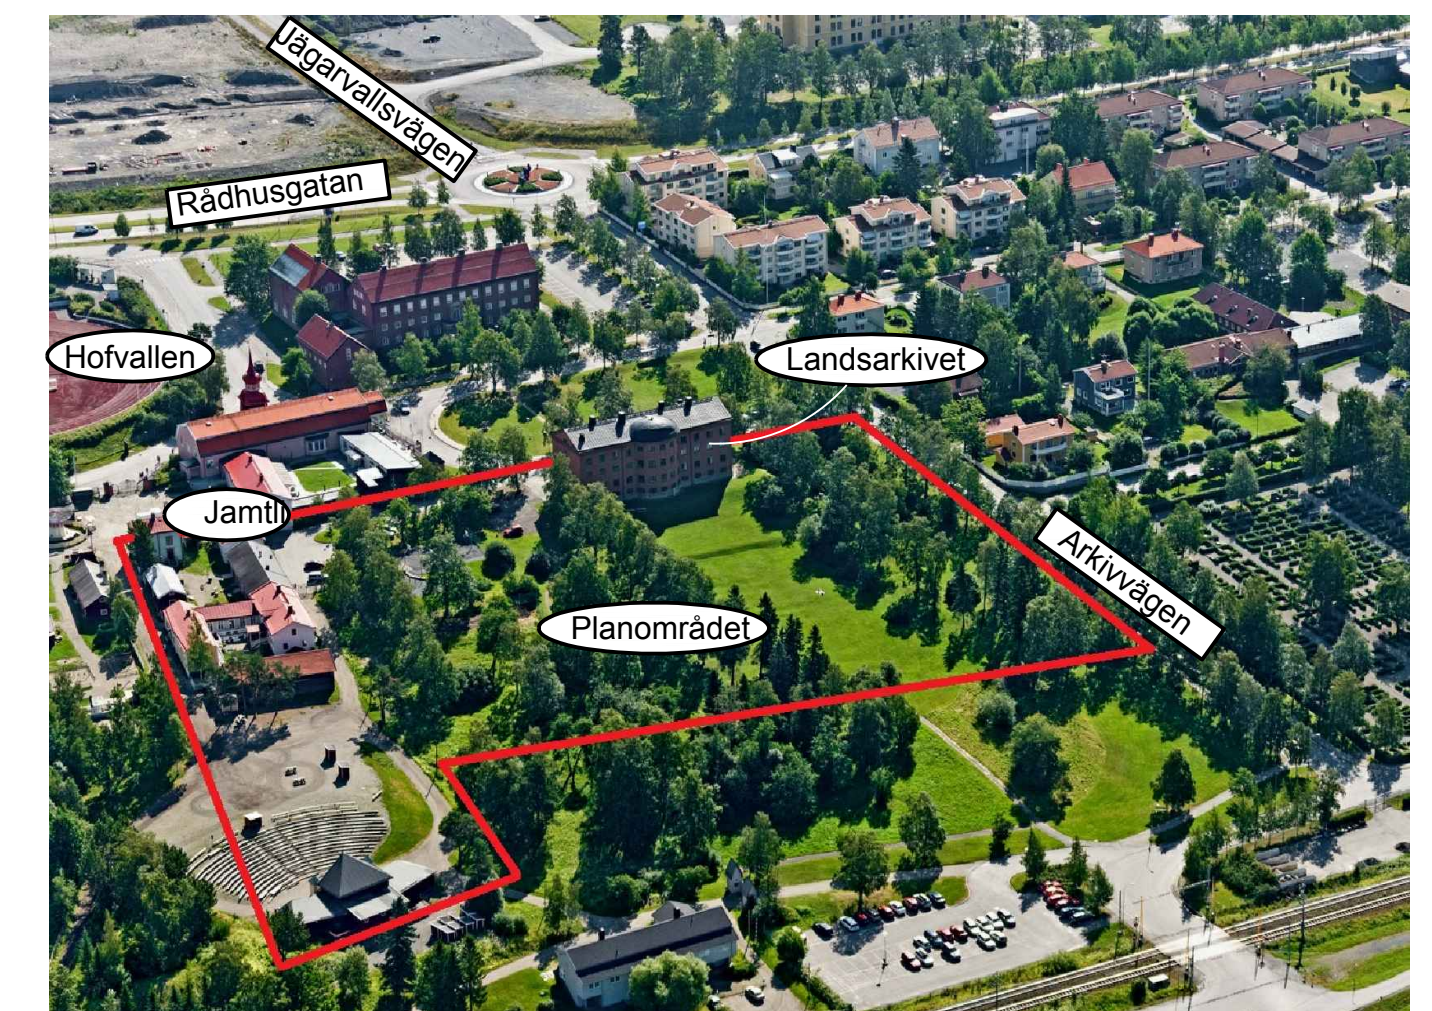 Jägarvallsvägen
Rådhusgatan
Hofvallen
Landsarkivet
Jamtli
Arkivvägen
Planområdet